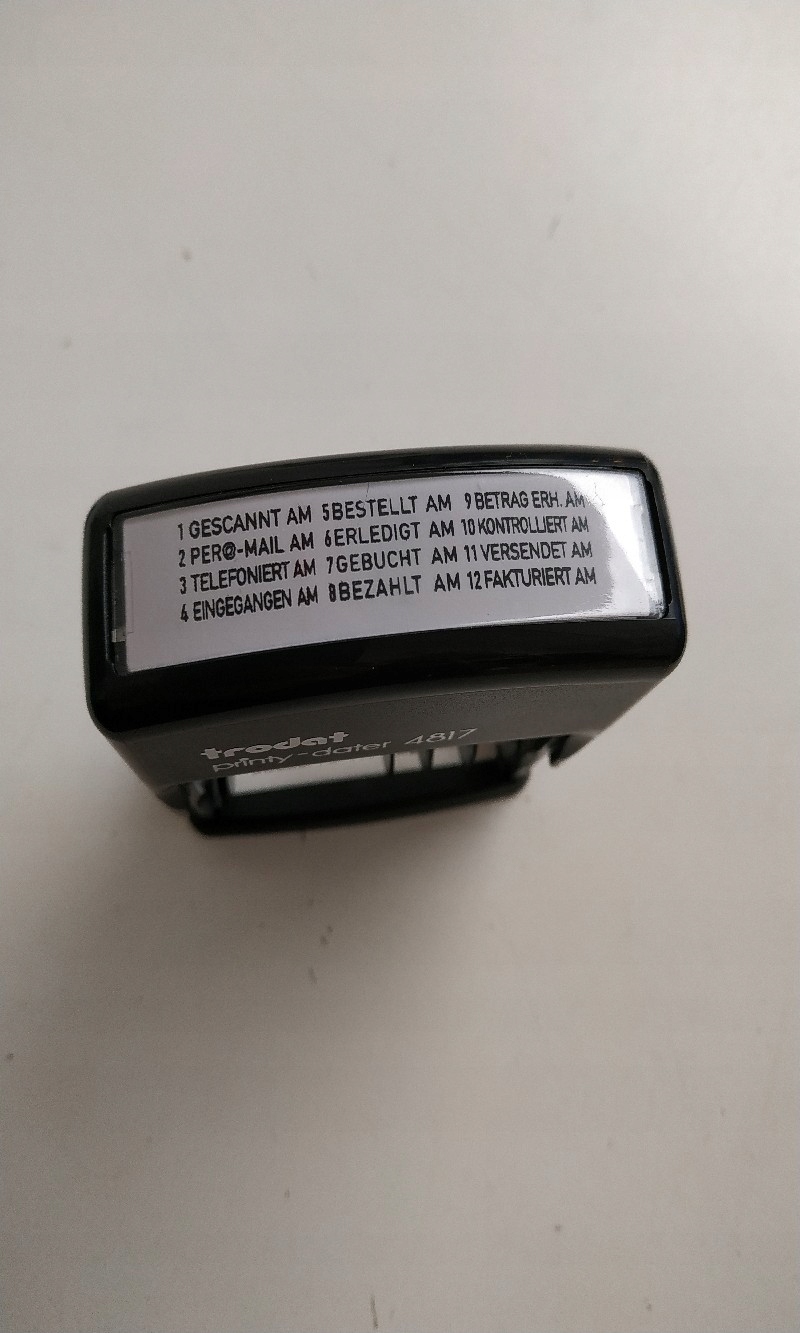 1 GESCANNT AM 5 BESTELLT AM 9 BETRAG ERH. AM
2 PER@-MAIL AM 6 ERLEDIGT AM 10 KONTROLLIERT AM
3 TELEFONIERT AM 7 GEBUCHT AM 11 VERSENDET AM
4 EINGEGANGEN AM 8 BEZAHLT AM 12 FAKTURIERT AM
trodat
printy-dater 4817